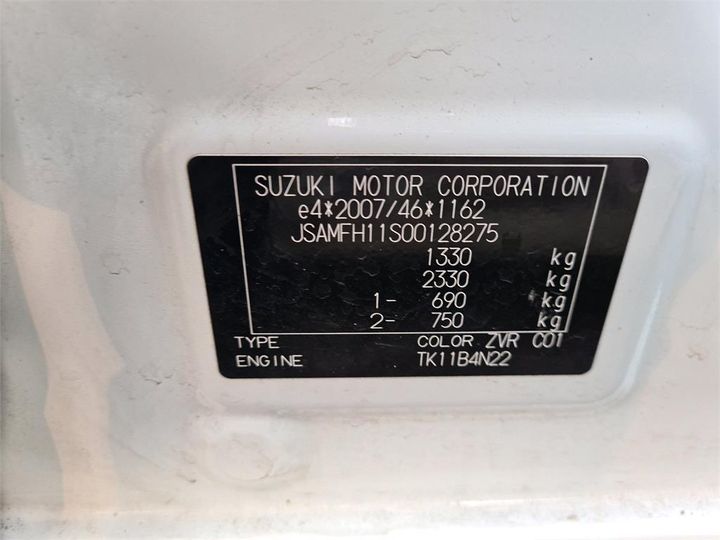 SUZUKI MOTOR CORPORATION
e4*2007/46*1162
JSAMFH11S00128275
1330 kg
2330 kg
1- 690 kg
2- 750 kg
TYPE COLOR ZVR C01
ENGINE TK11B4N22